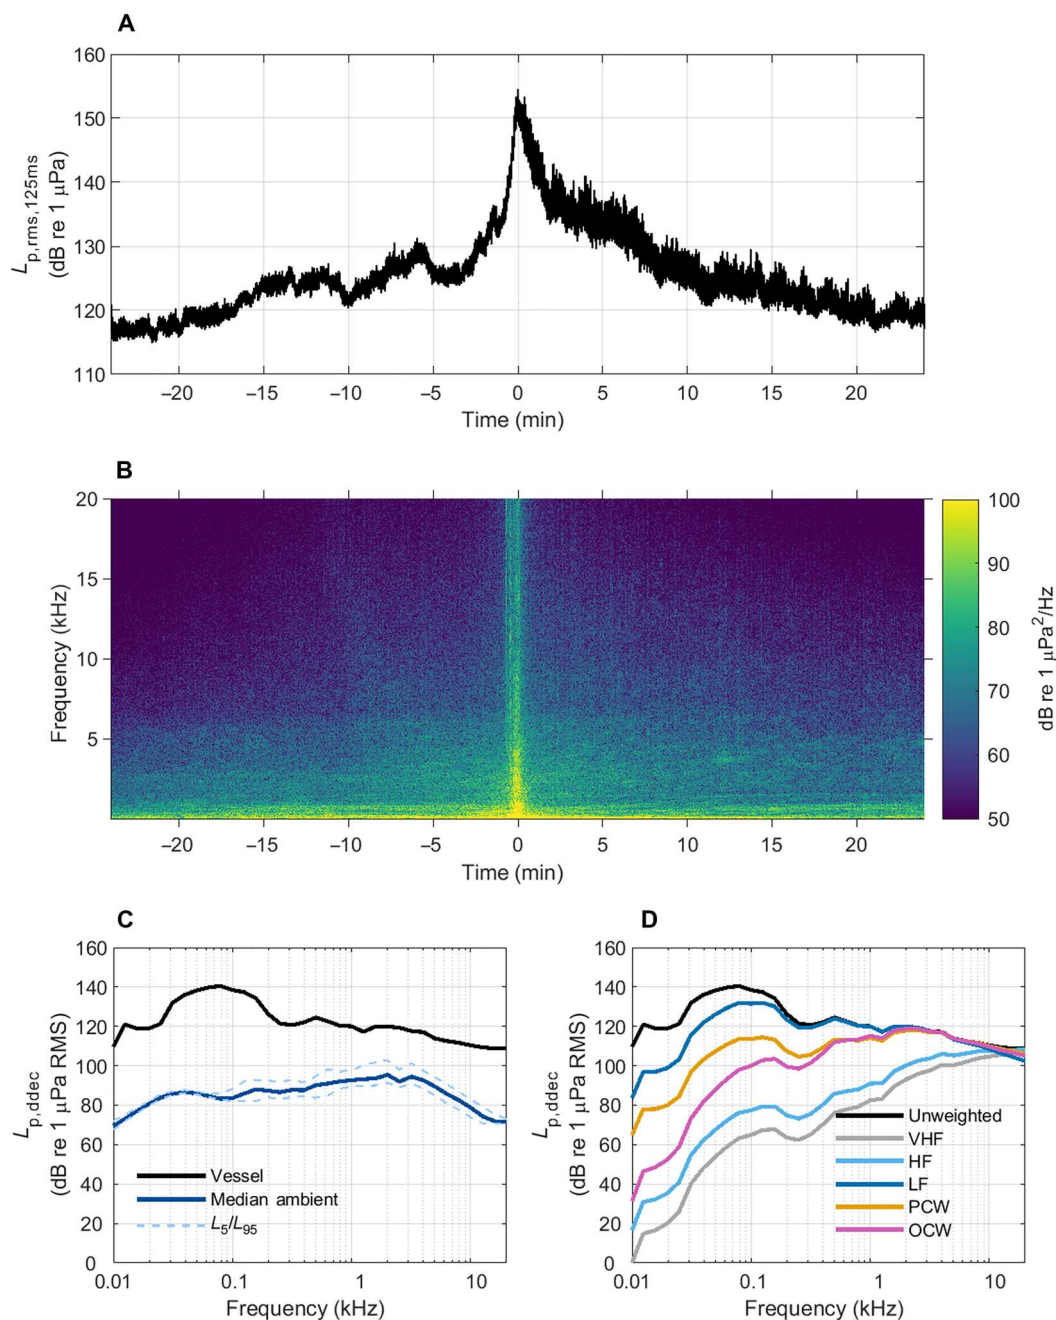 A
160
150
140
130
120
110
L p,rms,125ms
(dB re 1 μPa)
–20 –15 –10 –5 0 5 10 15 20
Time (min)
B
20
15
10
5
Frequency (kHz)
–20 –15 –10 –5 0 5 10 15 20
Time (min)
100
90
80
70
60
50
dB re 1 μPa²/Hz
C
160
140
120
100
80
60
40
20
0
L p,ddec
(dB re 1 μPa RMS)
Vessel
Median ambient
L5/L95
0.01 0.1 1 10
Frequency (kHz)
D
160
140
120
100
80
60
40
20
0
L p,ddec
(dB re 1 μPa RMS)
Unweighted
VHF
HF
LF
PCW
OCW
0.01 0.1 1 10
Frequency (kHz)